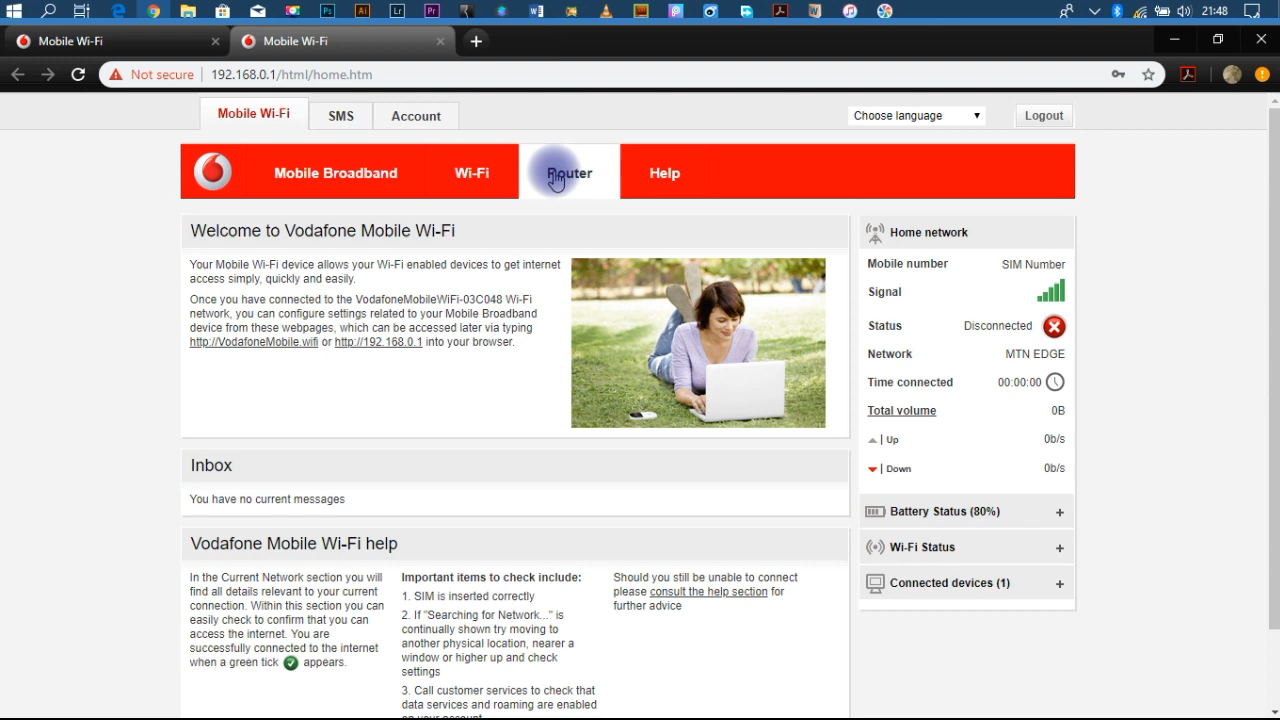 21:48
Mobile Wi-Fi
Mobile Wi-Fi
Not secure
192.168.0.1/html/home.htm
Mobile Wi-Fi
SMS
Account
Choose language
Logout
Mobile Broadband
Wi-Fi
Router
Help
Welcome to Vodafone Mobile Wi-Fi
Your Mobile Wi-Fi device allows your Wi-Fi enabled devices to get internet
access simply, quickly and easily.
Once you have connected to the VodafoneMobileWiFi-03C048 Wi-Fi
network, you can configure settings related to your Mobile Broadband
device from these webpages, which can be accessed later via typing
http://VodafoneMobile.wifi or http://192.168.0.1 into your browser.
Inbox
You have no current messages
Vodafone Mobile Wi-Fi help
In the Current Network section you will
find all details relevant to your current
connection. Within this section you can
easily check to confirm that you can
access the internet. You are
successfully connected to the internet
when a green tick appears.
Important items to check include:
1. SIM is inserted correctly
2. If "Searching for Network..." is
continually shown try moving to
another physical location, nearer a
window or higher up and check
settings
3. Call customer services to check that
data services and roaming are enabled
on your account
Should you still be unable to connect
please consult the help section for
further advice
Home network
Mobile number SIM Number
Signal
Status Disconnected
Network MTN EDGE
Time connected 00:00:00
Total volume 0B
| Up 0b/s
| Down 0b/s
Battery Status (80%) +
Wi-Fi Status +
Connected devices (1) +